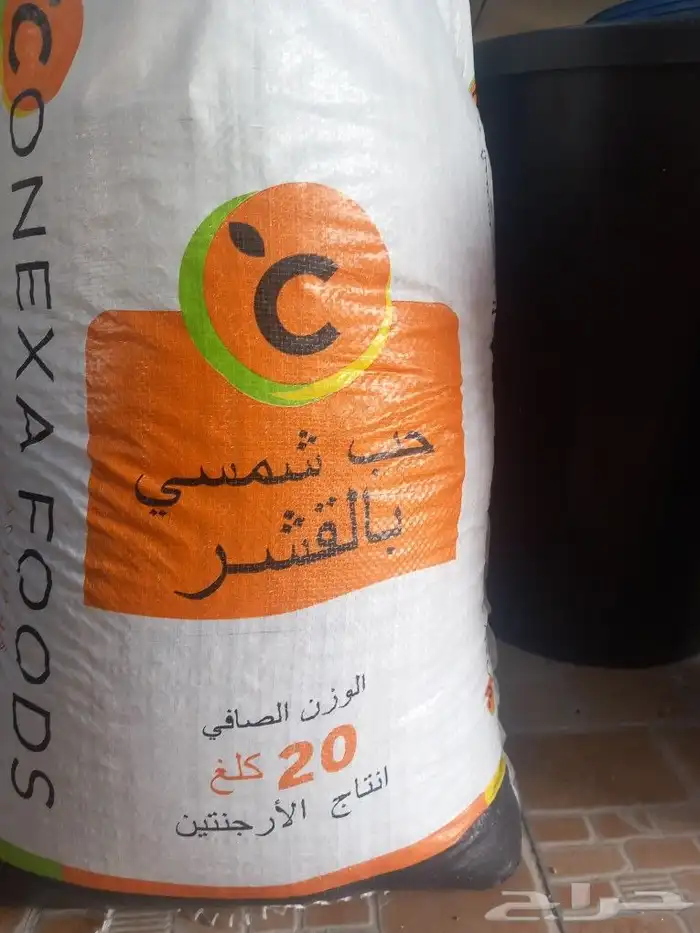 CONEXA FOODS
C
حب شمسي
بالقشر
الوزن الصافي
20 كلغ
انتاج الأرجنتين
حراج